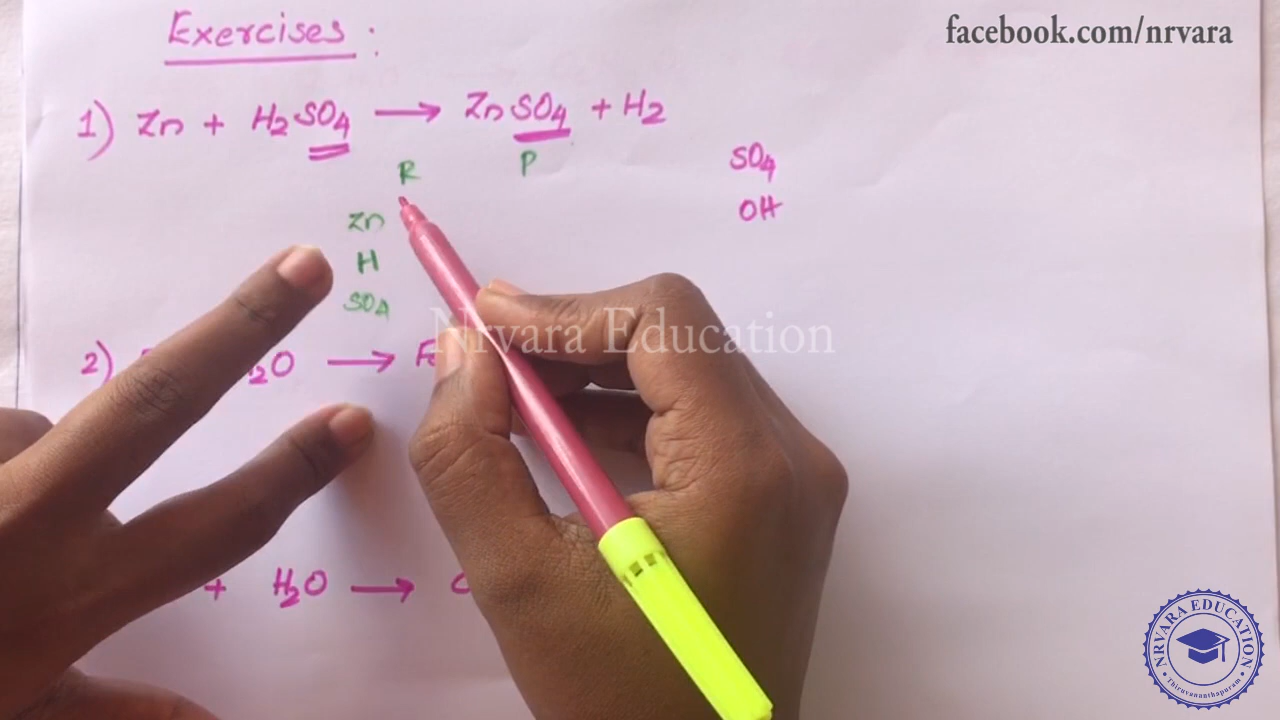 facebook.com/nrvara
Exercises :
1) Zn + H2SO4 → ZnSO4 + H2
R P
SO4
Zn
OH
H
SO4
Nrvara Education
2) 2O → F
+ H2O →
NRVARA EDUCATION
Thiruvananthapuram